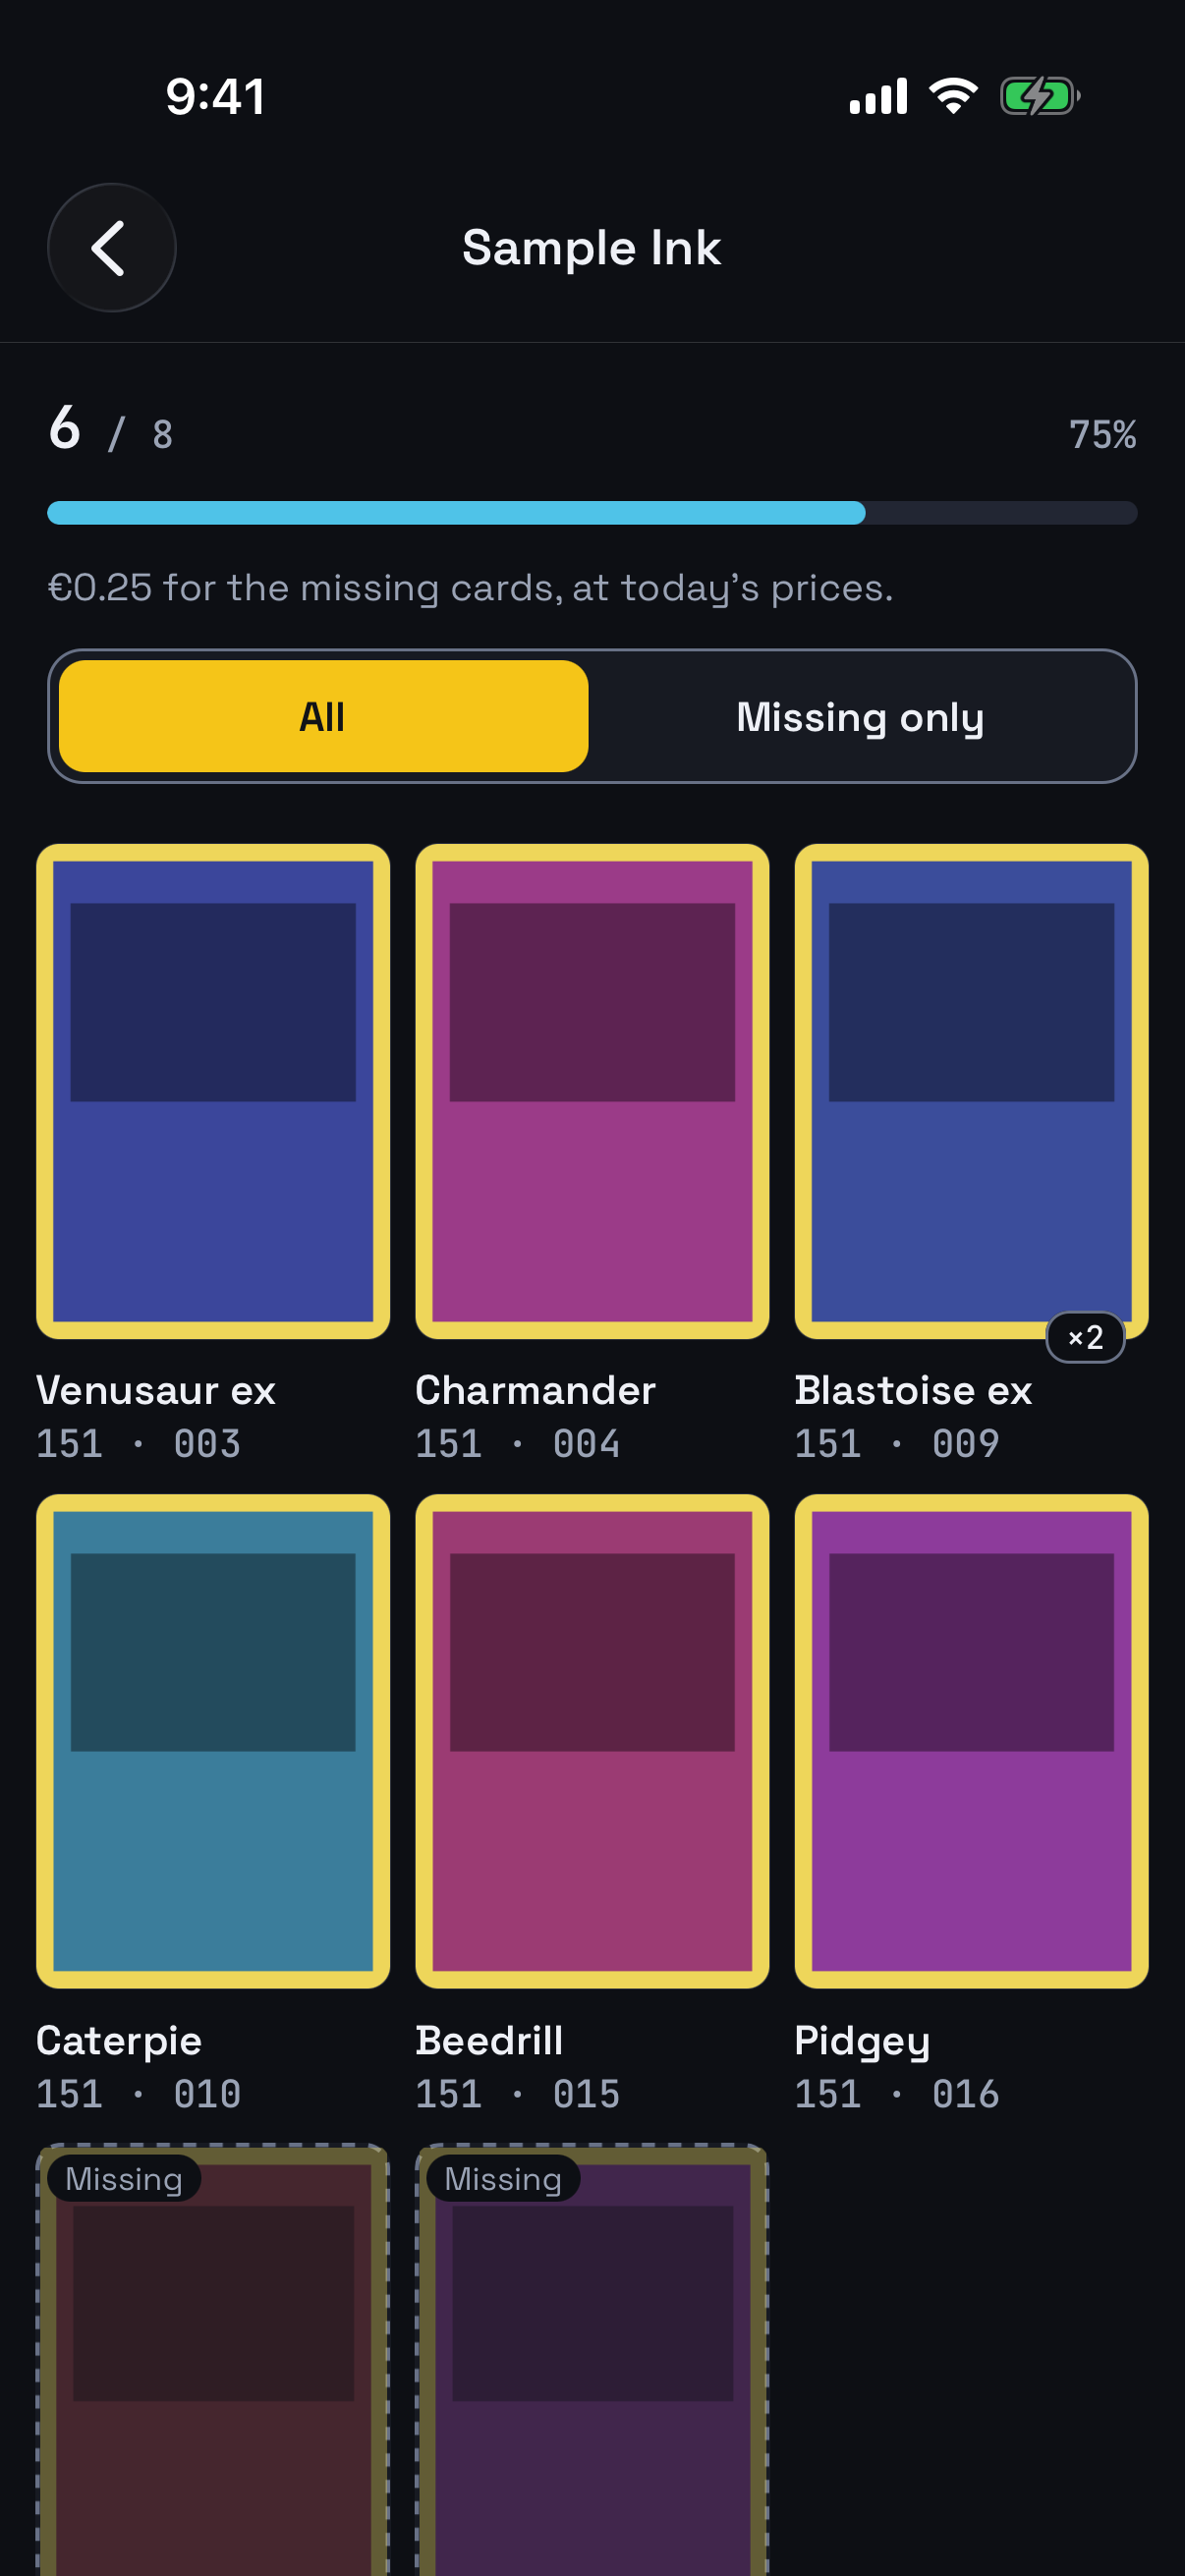 9:41
Sample Ink
6 / 8
75%
€0.25 for the missing cards, at today’s prices.
All
Missing only
×2
Venusaur ex
Charmander
Blastoise ex
151 · 003
151 · 004
151 · 009
Caterpie
Beedrill
Pidgey
151 · 010
151 · 015
151 · 016
Missing
Missing